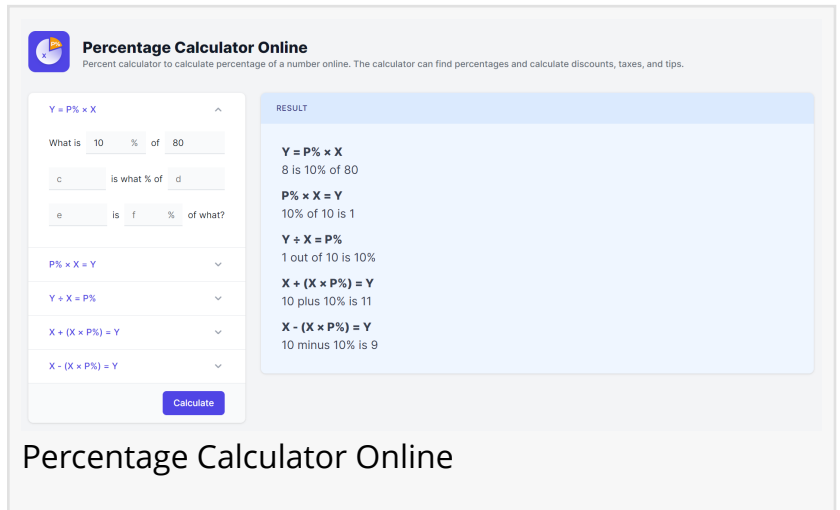 Percentage Calculator Online
Percent calculator to calculate percentage of a number online. The calculator can find percentages and calculate discounts, taxes, and tips.
Y = P% × X
What is 10 % of 80
c is what % of d
e is f % of what?
P% × X = Y
Y ÷ X = P%
X + (X × P%) = Y
X - (X × P%) = Y
Calculate
RESULT
Y = P% × X
8 is 10% of 80
P% × X = Y
10% of 10 is 1
Y ÷ X = P%
1 out of 10 is 10%
X + (X × P%) = Y
10 plus 10% is 11
X - (X × P%) = Y
10 minus 10% is 9
Percentage Calculator Online